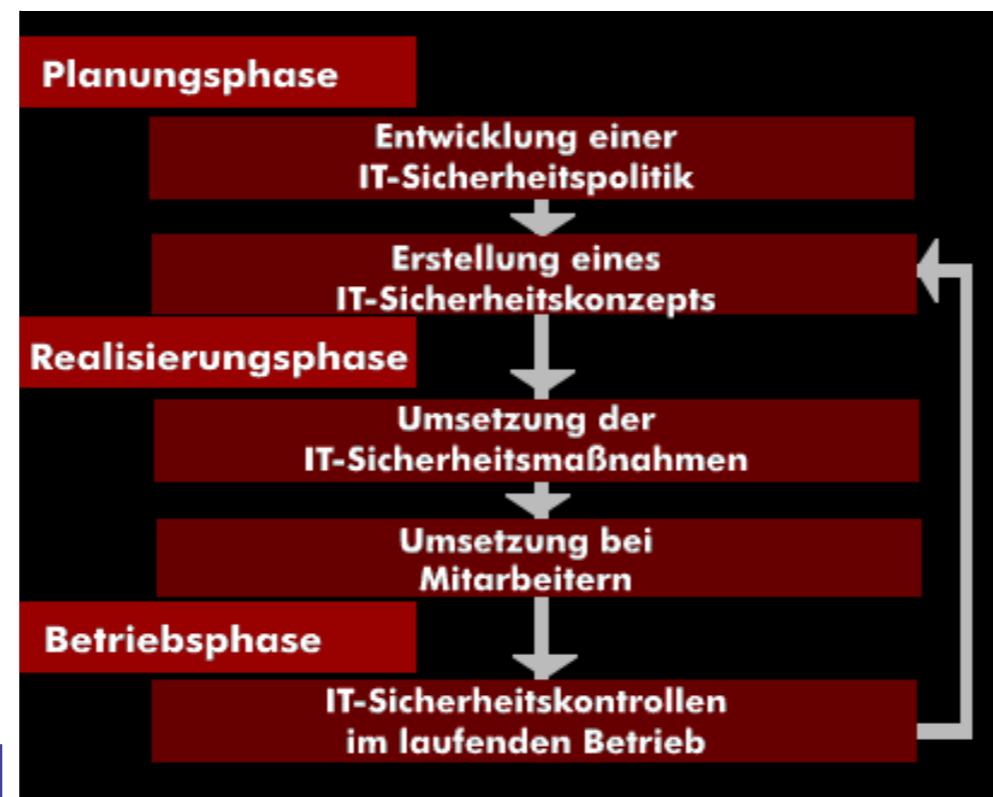 Planungsphase
Entwicklung einer
IT-Sicherheitspolitik
Erstellung eines
IT-Sicherheitskonzepts
Realisierungsphase
Umsetzung der
IT-Sicherheitsmaßnahmen
Umsetzung bei
Mitarbeitern
Betriebsphase
IT-Sicherheitskontrollen
im laufenden Betrieb